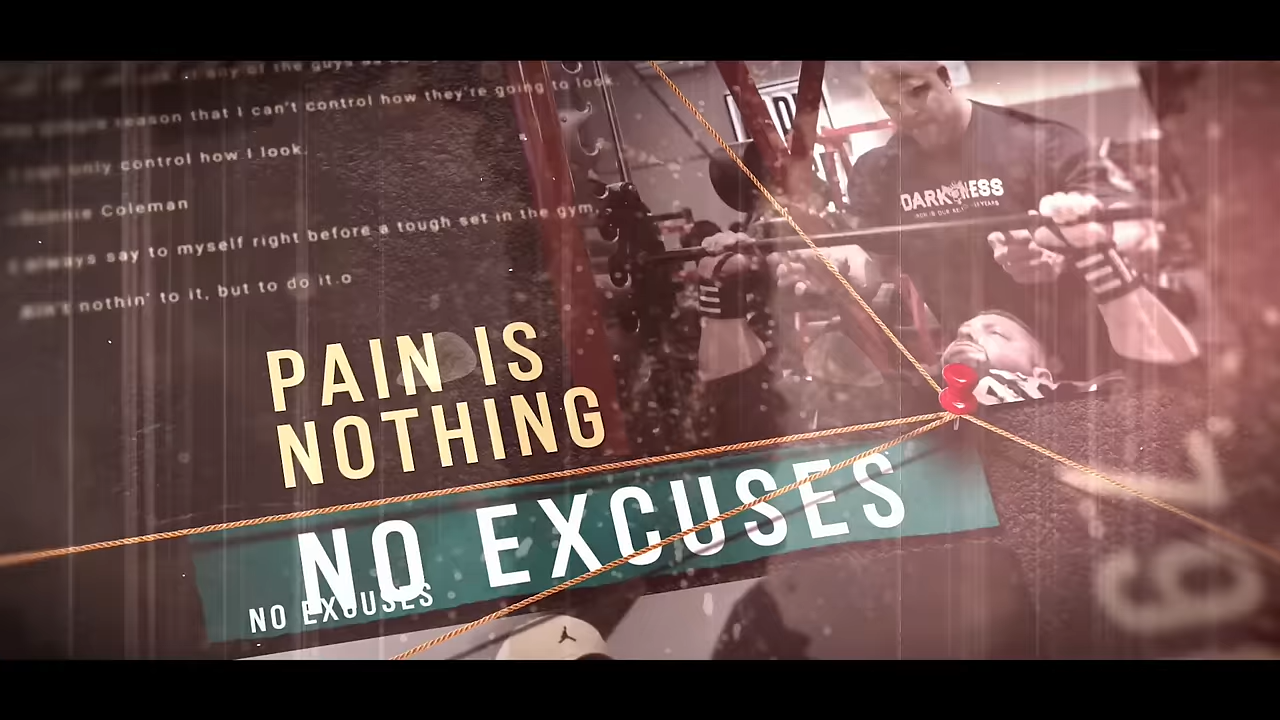 any of the guys
reason that I can't control how they're going to look.
only control how I look.
Coleman
I always say to myself right before a tough set in the gym,
Ain't nothin' to it, but to do it.o
PAIN IS
NOTHING
NO EXCUSES
NO EXCUSES
DARKNESS